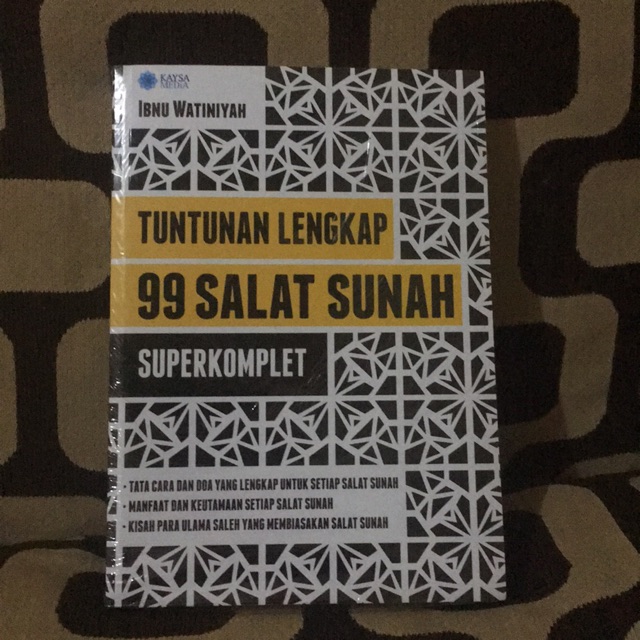 KAYSA
MEDIA
IBNU WATINIYAH
TUNTUNAN LENGKAP
99 SALAT SUNAH
SUPERKOMPLET
- TATA CARA DAN DOA YANG LENGKAP UNTUK SETIAP SALAT SUNAH
- MANFAAT DAN KEUTAMAAN SETIAP SALAT SUNAH
- KISAH PARA ULAMA SALEH YANG MEMBIASAKAN SALAT SUNAH